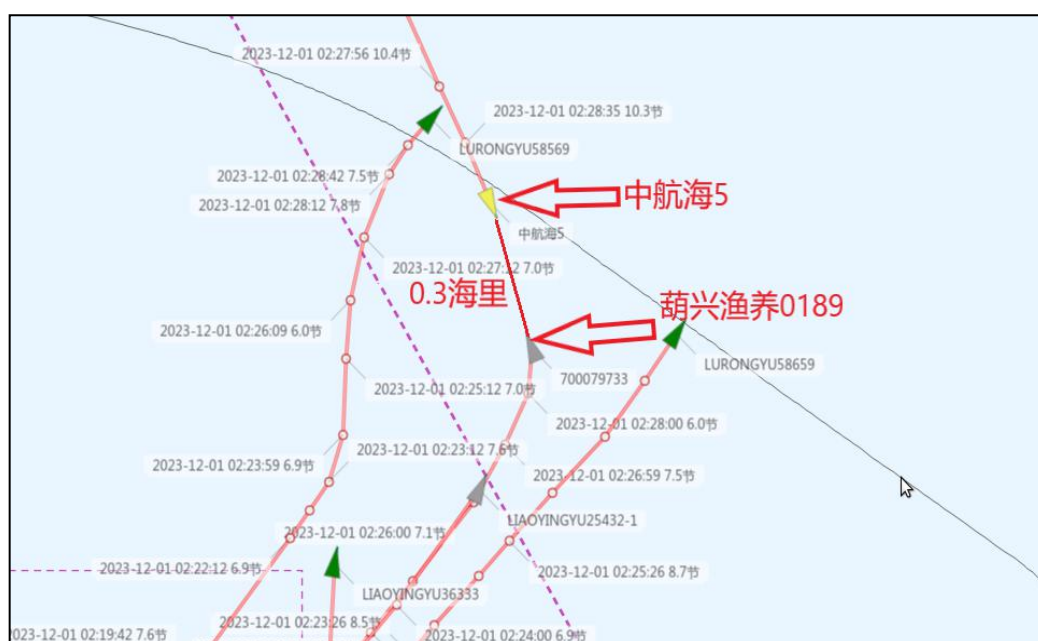 2023-12-01 02:27:56 10.4节
2023-12-01 02:28:35 10.3节
LURONGYU58569
2023-12-01 02:28:42 7.5节
中航海5
2023-12-01 02:28:12 7.8节
中航海5
2023-12-01 02:27:12 7.0节
0.3海里
葫兴渔养0189
2023-12-01 02:26:09 6.0节
LURONGYU58659
700079733
2023-12-01 02:25:12 7.0节
2023-12-01 02:28:00 6.0节
2023-12-01 02:23:12 7.6节
2023-12-01 02:23:59 6.9节
2023-12-01 02:26:59 7.5节
LIAOYINGYU25432-1
2023-12-01 02:26:00 7.1节
2023-12-01 02:22:12 6.9节
2023-12-01 02:25:26 8.7节
LIAOYINGYU36333
2023-12-01 02:23:26 8.5节
2023-12-01 02:19:42 7.6节
2023-12-01 02:24:00 6.9节